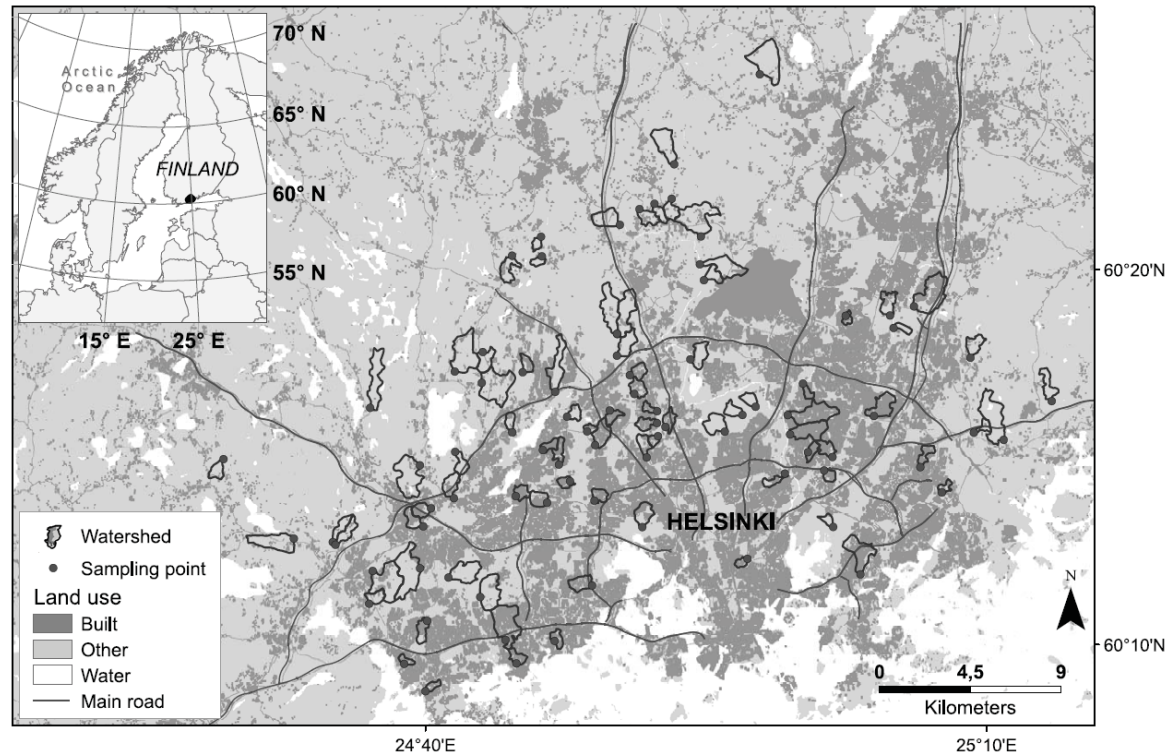 70° N
Arctic
Ocean
65° N
FINLAND
60° N
55° N
15° E
25° E
60°20'N
HELSINKI
Watershed
Sampling point
Land use
Built
Other
Water
Main road
N
60°10'N
0
4,5
9
Kilometers
24°40'E
25°10'E